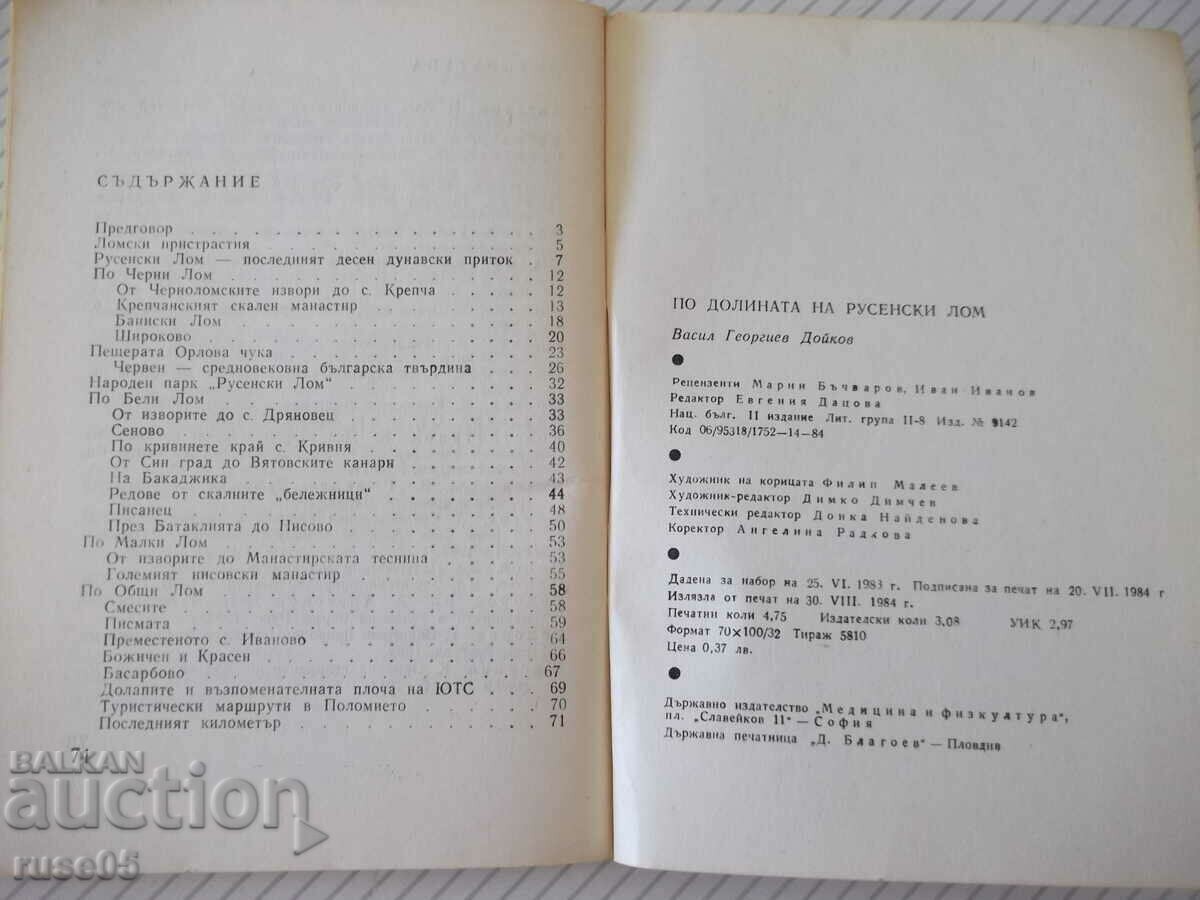 СЪДЪРЖАНИЕ
Предговор . . . . . . . . . . . . . . . . . 3
Ломски пристрастия . . . . . . . . . . . . . 5
Русенски Лом — последният десен дунавски приток . 7
По Черни Лом . . . . . . . . . . . . . . . 12
От Черноломските извори до с. Крепча . . . . . 12
Крепчанският скален манастир . . . . . . . . 13
Баниски Лом . . . . . . . . . . . . . . . 18
Широково . . . . . . . . . . . . . . . . 20
Пещерата Орлова чука . . . . . . . . . . . . 23
Червен — средновековна българска твърдина . . . 26
Народен парк „Русенски Лом“ . . . . . . . . . 32
По Бели Лом . . . . . . . . . . . . . . . 33
От изворите до с. Дряновец . . . . . . . . . 33
Сеново . . . . . . . . . . . . . . . . . 36
По кривините край с. Кривня . . . . . . . . 40
От Син град до Вятовските канари . . . . . . 42
На Бакаджика . . . . . . . . . . . . . . 43
Редове от скалните „бележници“ . . . . . . . 44
Писанец . . . . . . . . . . . . . . . . 48
През Батаклията до Нисово . . . . . . . . . 50
По Малки Лом . . . . . . . . . . . . . . . 53
От изворите до Манастирската теснина . . . . . 53
Големият нисовски манастир . . . . . . . . . 55
По Общи Лом . . . . . . . . . . . . . . . 58
Смесите . . . . . . . . . . . . . . . . 58
Писмата . . . . . . . . . . . . . . . . 59
Преместеното с. Иваново . . . . . . . . . . 64
Божичен и Красен . . . . . . . . . . . . 66
Басарбово . . . . . . . . . . . . . . . 67
Долапите и възпоменателната плоча на ЮТС . . . 69
Туристически маршрути в Поломието . . . . . . 70
Последният километър . . . . . . . . . . . 71
BALKAN
auction
ruse05
ПО ДОЛИНАТА НА РУСЕНСКИ ЛОМ
Васил Георгиев Дойков
Рецензенти Марин Бъчваров, Иван Иванов
Редактор Евгения Дацова
Нац. бълг. II издание Лит. група II-8 Изд. № 9142
Код 06/95318/1752—14—84
Художник на корицата Филип Малеев
Художник-редактор Димко Димчев
Технически редактор Донка Найденова
Коректор Ангелина Радкова
Дадена за набор на 25. VI. 1983 г. Подписана за печат на 20. VII. 1984 г
Излязла от печат на 30. VIII. 1984 г.
Печатни коли 4,75 Издателски коли 3,08 УИК 2,97
Формат 70×100/32 Тираж 5810
Цена 0,37 лв.
Държавно издателство „Медицина и физкултура“,
пл. „Славейков 11“ — София
Държавна печатница „Д. Благоев“ — Пловдив